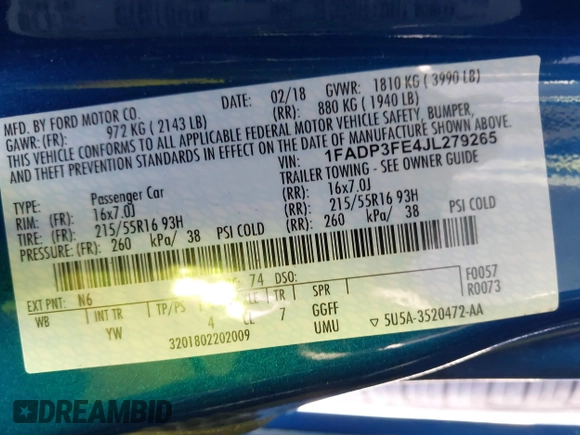 MFD. BY FORD MOTOR CO. DATE: 02/18 GVWR: 1810 KG ( 3990 LB)
GAWR: (FR): 972 KG ( 2143 LB) (RR): 880 KG ( 1940 LB)
THIS VEHICLE CONFORMS TO ALL APPLICABLE FEDERAL MOTOR VEHICLE SAFETY, BUMPER,
AND THEFT PREVENTION STANDARDS IN EFFECT ON THE DATE OF MANUFACTURE SHOWN ABOVE.
VIN: 1FADP3FE4JL279265
TYPE: Passenger Car TRAILER TOWING - SEE OWNER GUIDE
RIM: (FR): 16x7.0J (RR): 16x7.0J
TIRE: (FR): 215/55R16 93H (RR): 215/55R16 93H
PRESSURE: (FR): 260 kPa/ 38 PSI COLD (RR): 260 kPa/ 38 PSI COLD
EXT PNT: N6 74 DSO: F0057
WB INT TR TP/PS TR SPR R0073
YW 4 CL 7 GGFF
UMU
3201802202009 ▽ 5U5A-3520472-AA
DREAMBID